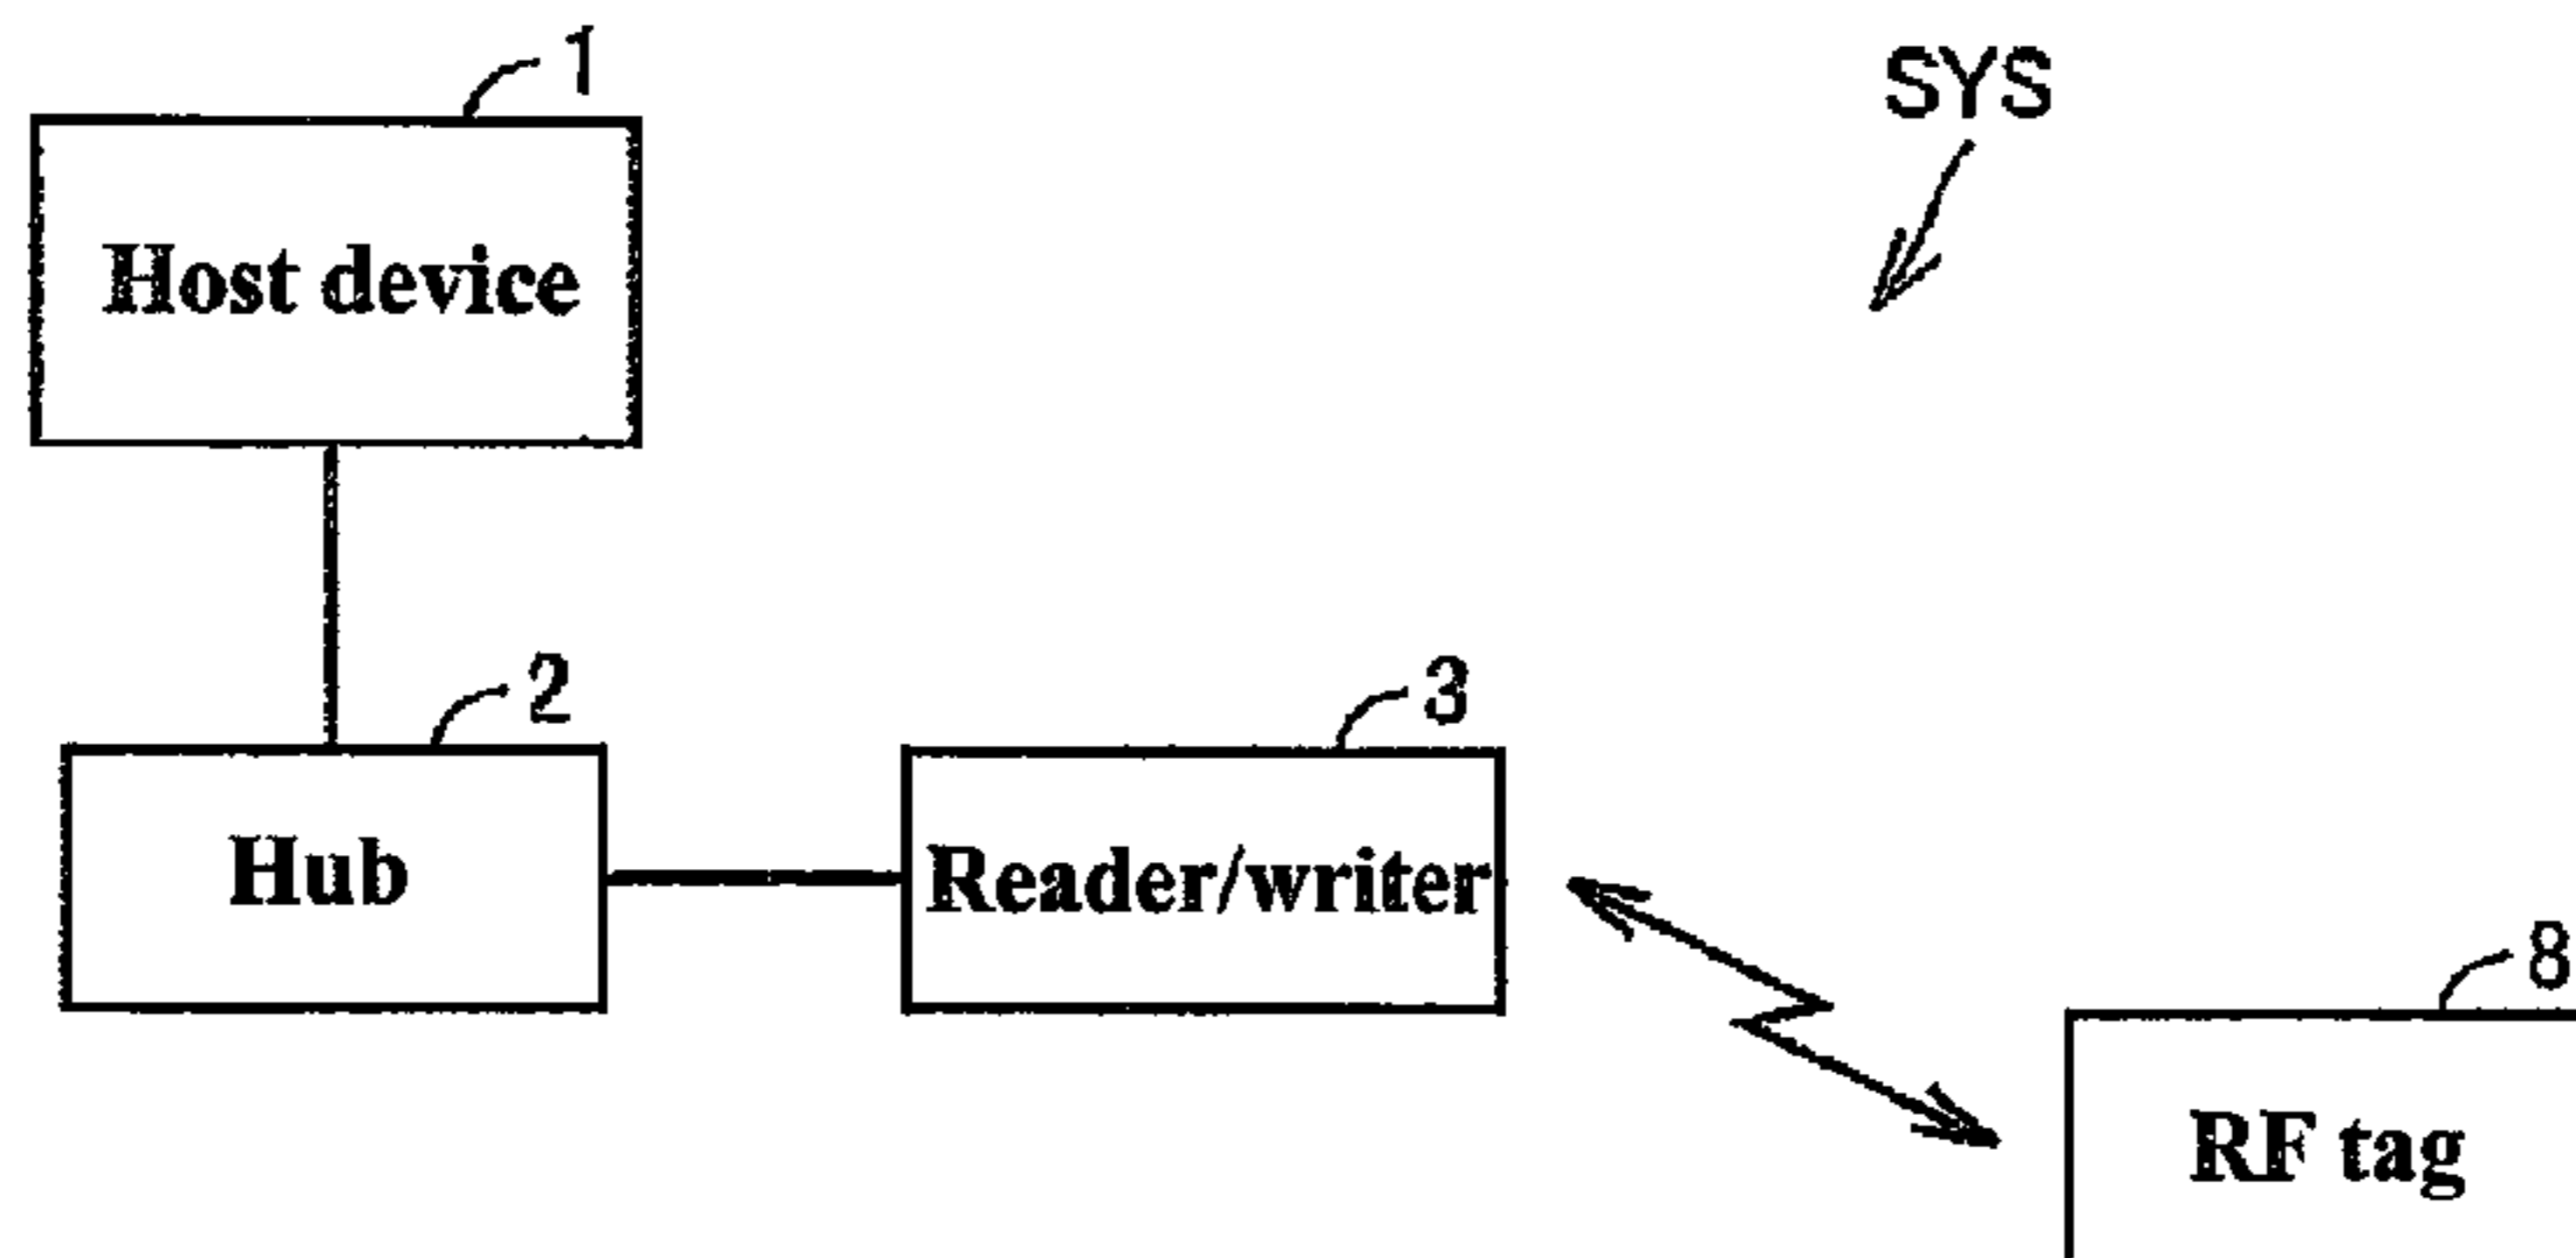 1
SYS
Host device
2
3
Hub
Reader/writer
8
RF tag